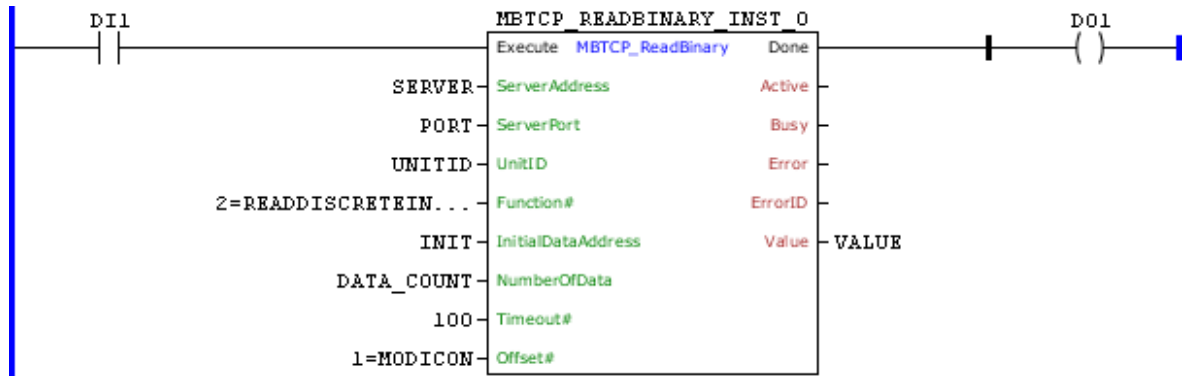 DI1 MBTCP_READBINARY_INST_0 DO1
Execute MBTCP_ReadBinary Done
SERVER ServerAddress Active
PORT ServerPort Busy
UNITID UnitID Error
2=READDISCRETEIN... Function# ErrorID
INIT InitialDataAddress Value VALUE
DATA_COUNT NumberOfData
100 Timeout#
1=MODICON Offset#